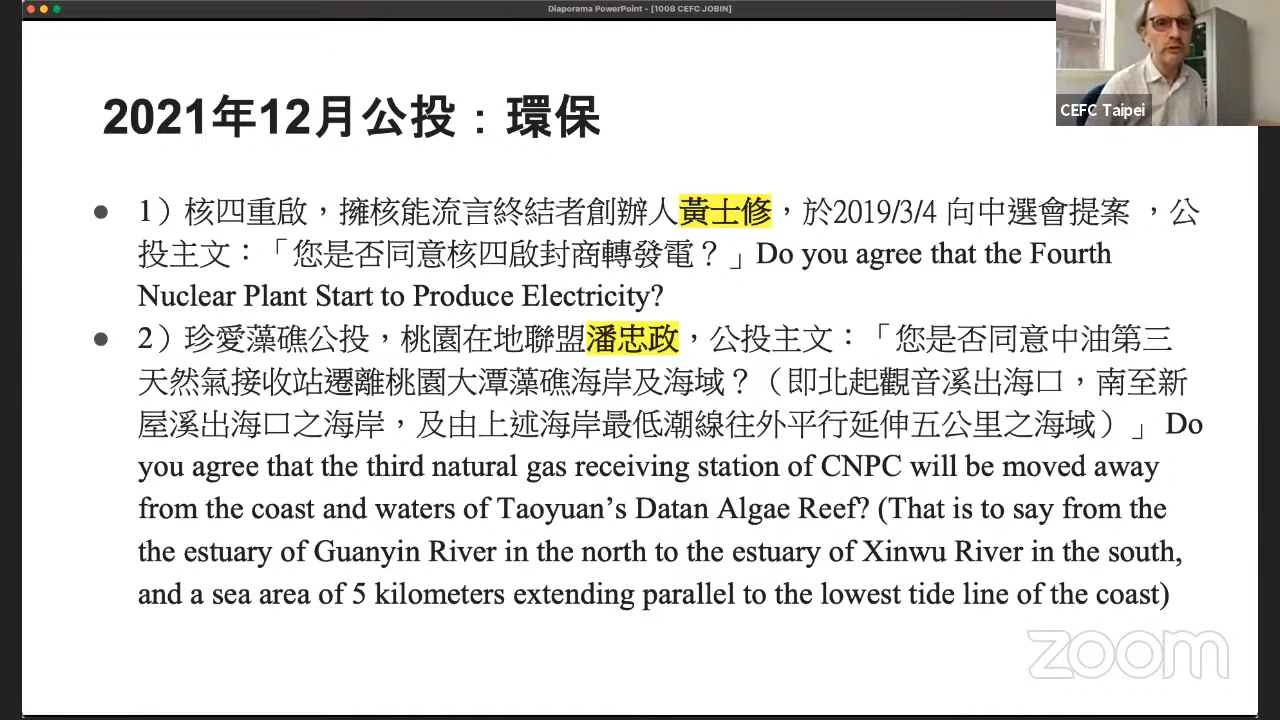 Diaporama PowerPoint - [1008 CEFC JOBIN]
CEFC Taipei
2021年12月公投：環保
● 1）核四重啟，擁核能流言終結者創辦人黃士修，於2019/3/4 向中選會提案 ，公
投主文：「您是否同意核四啟封商轉發電？」Do you agree that the Fourth
Nuclear Plant Start to Produce Electricity?
● 2）珍愛藻礁公投，桃園在地聯盟潘忠政，公投主文：「您是否同意中油第三
天然氣接收站遷離桃園大潭藻礁海岸及海域？（即北起觀音溪出海口，南至新
屋溪出海口之海岸，及由上述海岸最低潮線往外平行延伸五公里之海域）」 Do
you agree that the third natural gas receiving station of CNPC will be moved away
from the coast and waters of Taoyuan’s Datan Algae Reef? (That is to say from the
the estuary of Guanyin River in the north to the estuary of Xinwu River in the south,
and a sea area of 5 kilometers extending parallel to the lowest tide line of the coast)
zoom